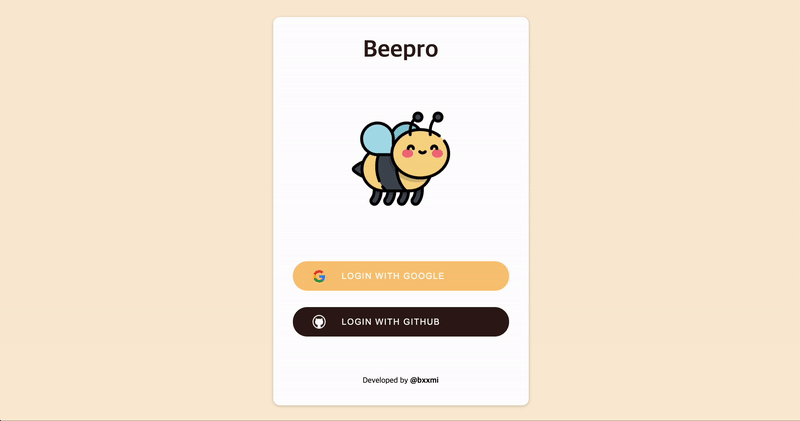 Beepro
LOGIN WITH GOOGLE
LOGIN WITH GITHUB
Developed by @bxxmi